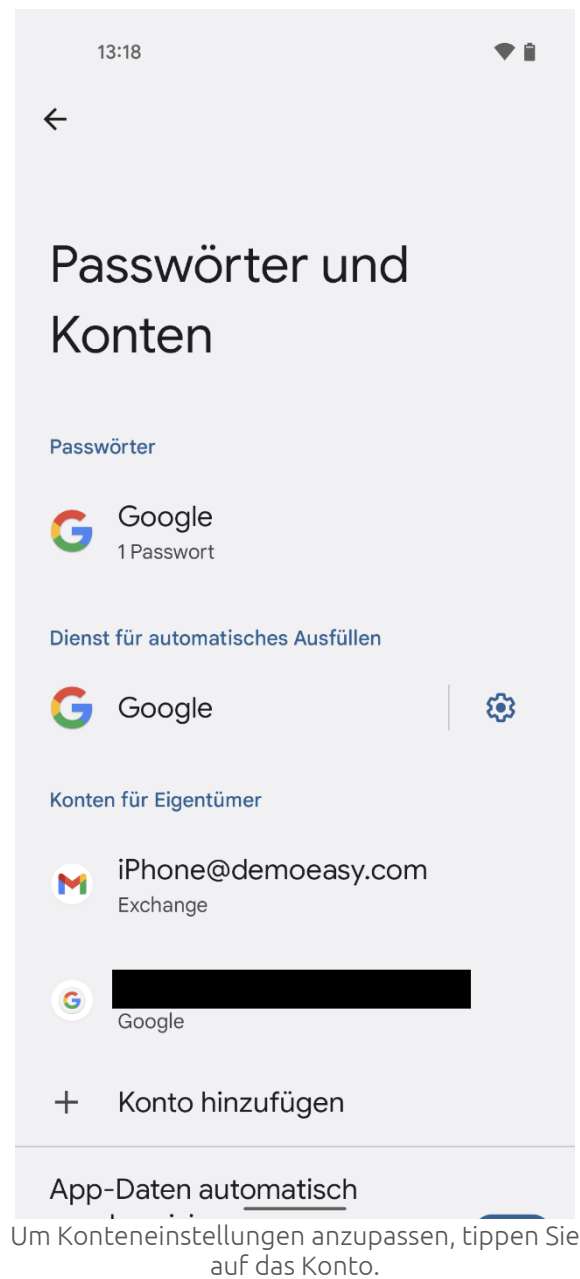 13:18
Passwörter und
Konten
Passwörter
Google
1 Passwort
Dienst für automatisches Ausfüllen
Google
Konten für Eigentümer
iPhone@demoeasy.com
Exchange
Google
Konto hinzufügen
App-Daten automatisch
Um Konteneinstellungen anzupassen, tippen Sie
auf das Konto.